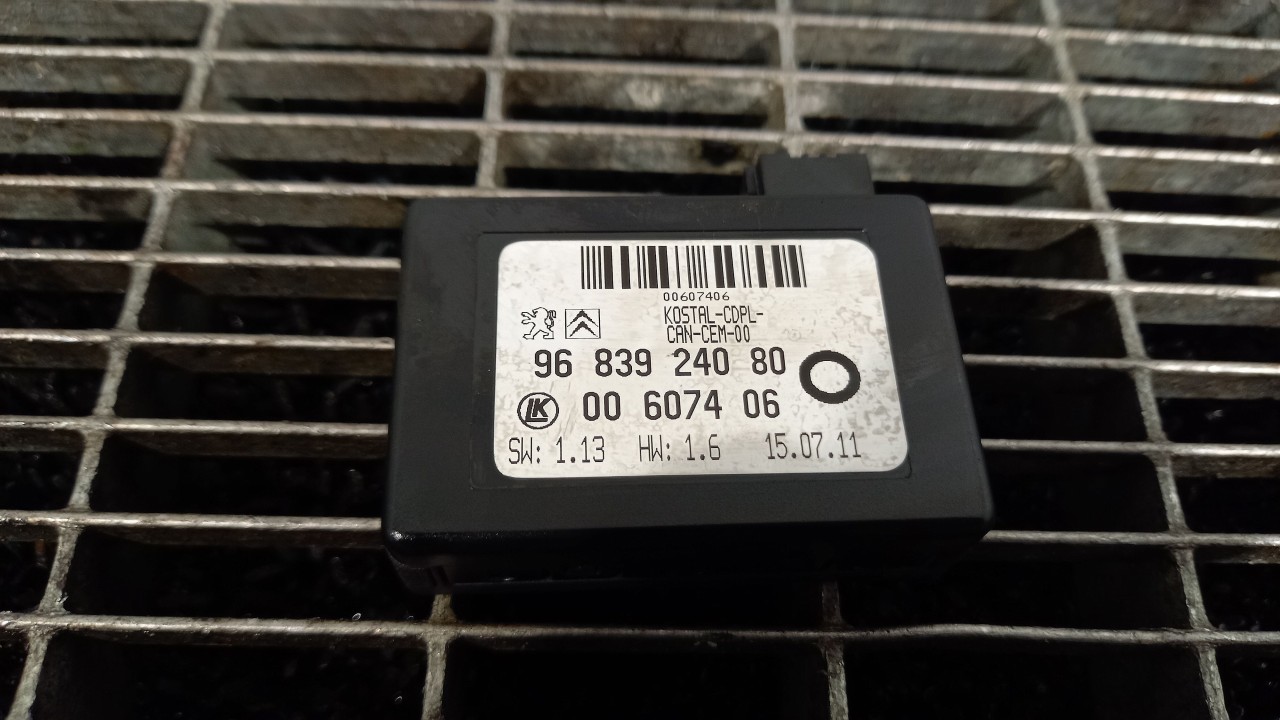 00607406
KOSTAL-CDPL-
CAN-CEM-00
96 839 240 80
LK 00 6074 06
SW: 1.13 HW: 1.6 15.07.11